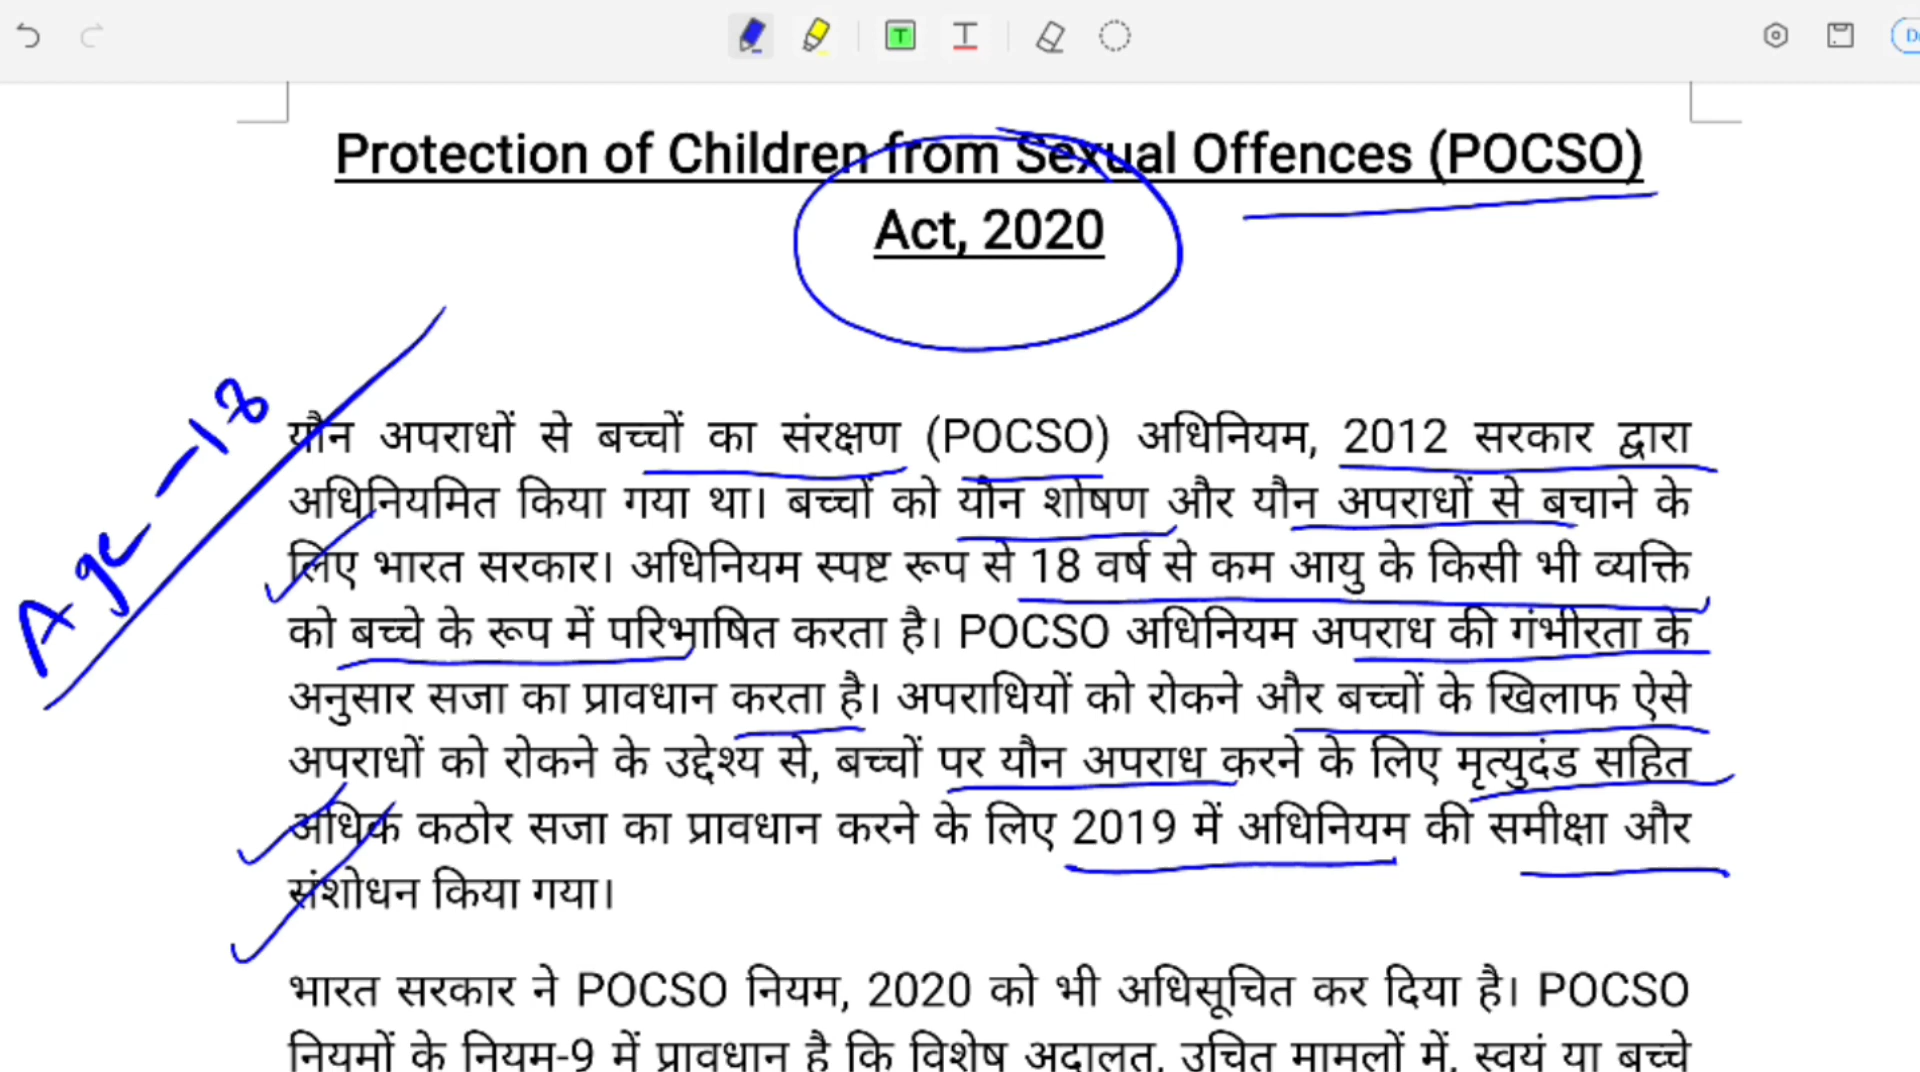 Protection of Children from Sexual Offences (POCSO)
Act, 2020
Age - 18
यौन अपराधों से बच्चों का संरक्षण (POCSO) अधिनियम, 2012 सरकार द्वारा
अधिनियमित किया गया था। बच्चों को यौन शोषण और यौन अपराधों से बचाने के
लिए भारत सरकार। अधिनियम स्पष्ट रूप से 18 वर्ष से कम आयु के किसी भी व्यक्ति
को बच्चे के रूप में परिभाषित करता है। POCSO अधिनियम अपराध की गंभीरता के
अनुसार सजा का प्रावधान करता है। अपराधियों को रोकने और बच्चों के खिलाफ ऐसे
अपराधों को रोकने के उद्देश्य से, बच्चों पर यौन अपराध करने के लिए मृत्युदंड सहित
अधिक कठोर सजा का प्रावधान करने के लिए 2019 में अधिनियम की समीक्षा और
संशोधन किया गया।
भारत सरकार ने POCSO नियम, 2020 को भी अधिसूचित कर दिया है। POCSO
नियमों के नियम-9 में प्रावधान है कि विशेष अदालत, उचित मामलों में, स्वयं या बच्चे